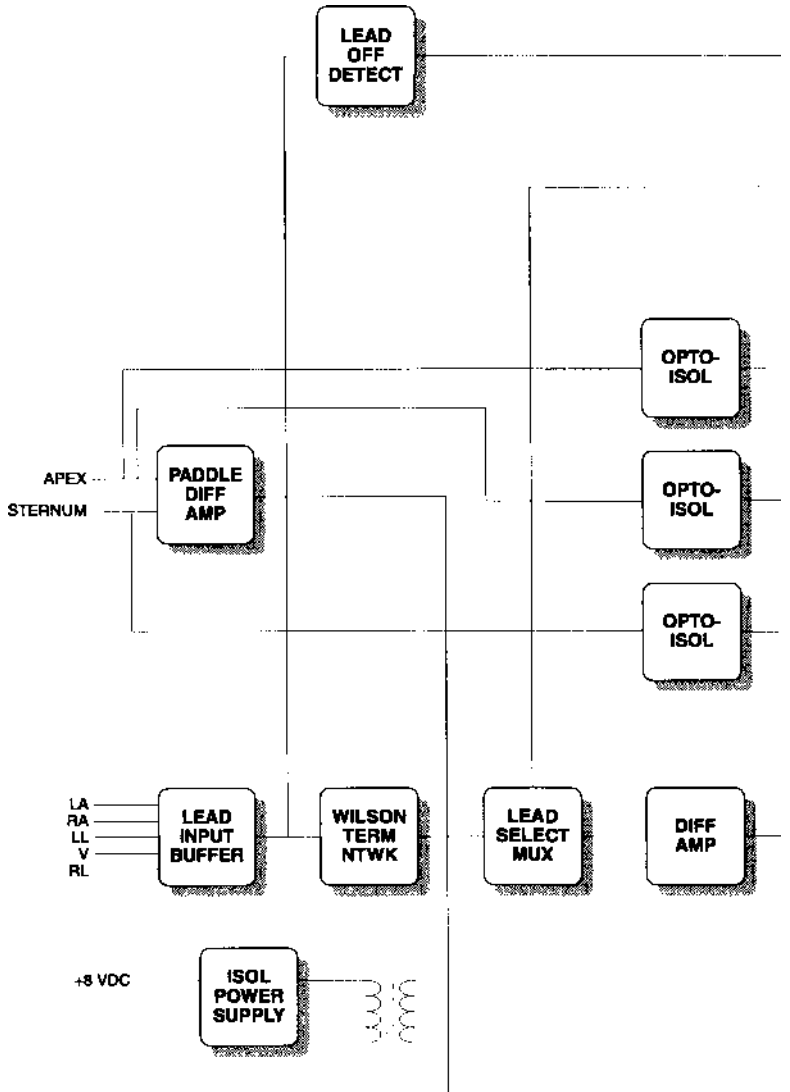 LEAD
OFF
DETECT
OPTO-
ISOL
APEX
STERNUM
PADDLE
DIFF
AMP
OPTO-
ISOL
OPTO-
ISOL
LA
RA
LL
V
RL
LEAD
INPUT
BUFFER
WILSON
TERM
NTWK
LEAD
SELECT
MUX
DIFF
AMP
+8 VDC
ISOL
POWER
SUPPLY